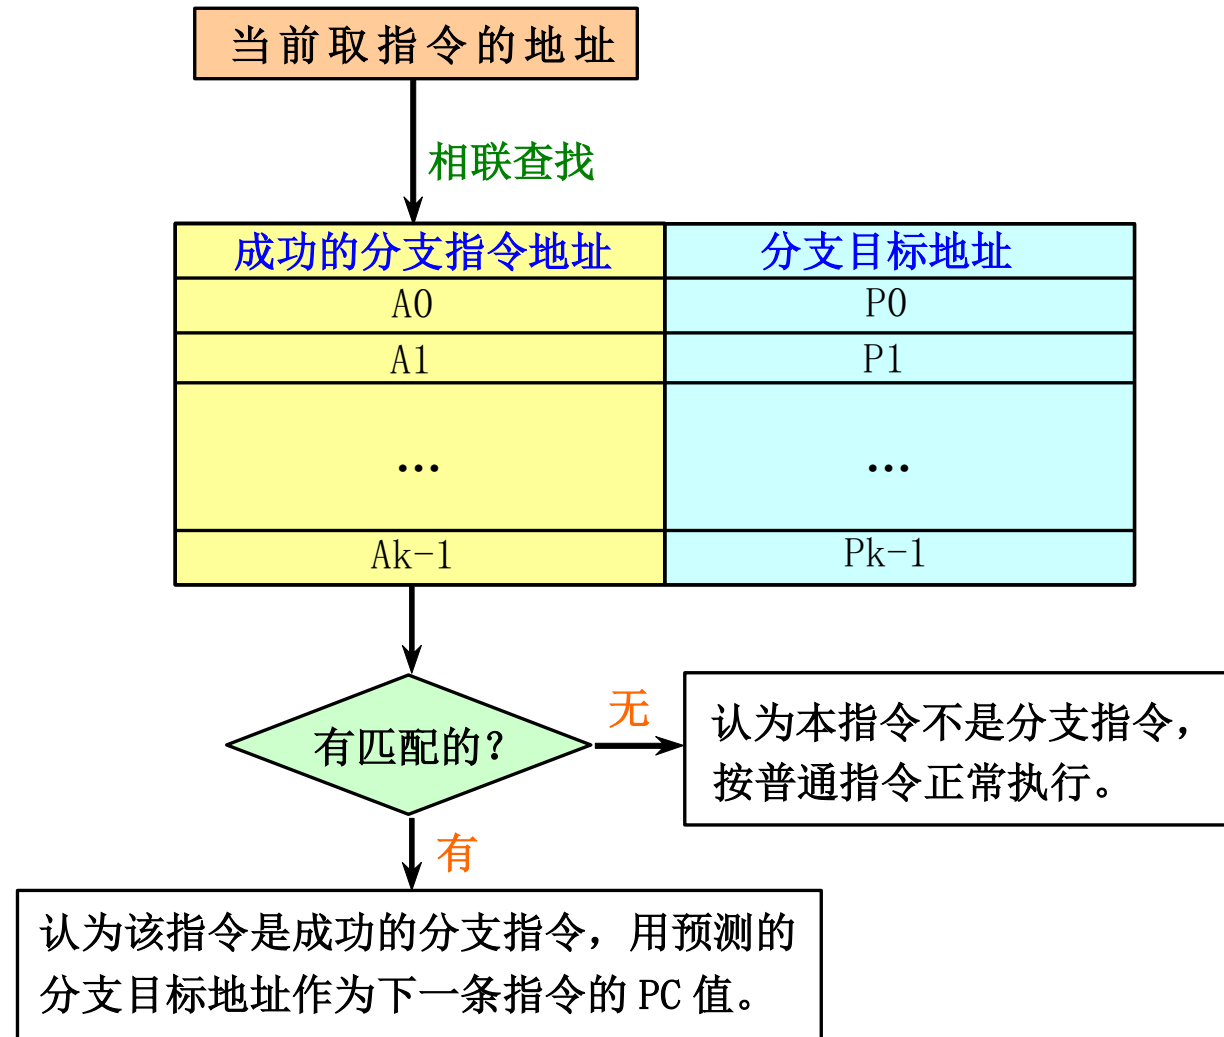 当前取指令的地址
相联查找
成功的分支指令地址 分支目标地址
A0 P0
A1 P1
... ...
Ak-1 Pk-1
有匹配的?
无
认为本指令不是分支指令，
按普通指令正常执行。
有
认为该指令是成功的分支指令，用预测的
分支目标地址作为下一条指令的 PC 值。